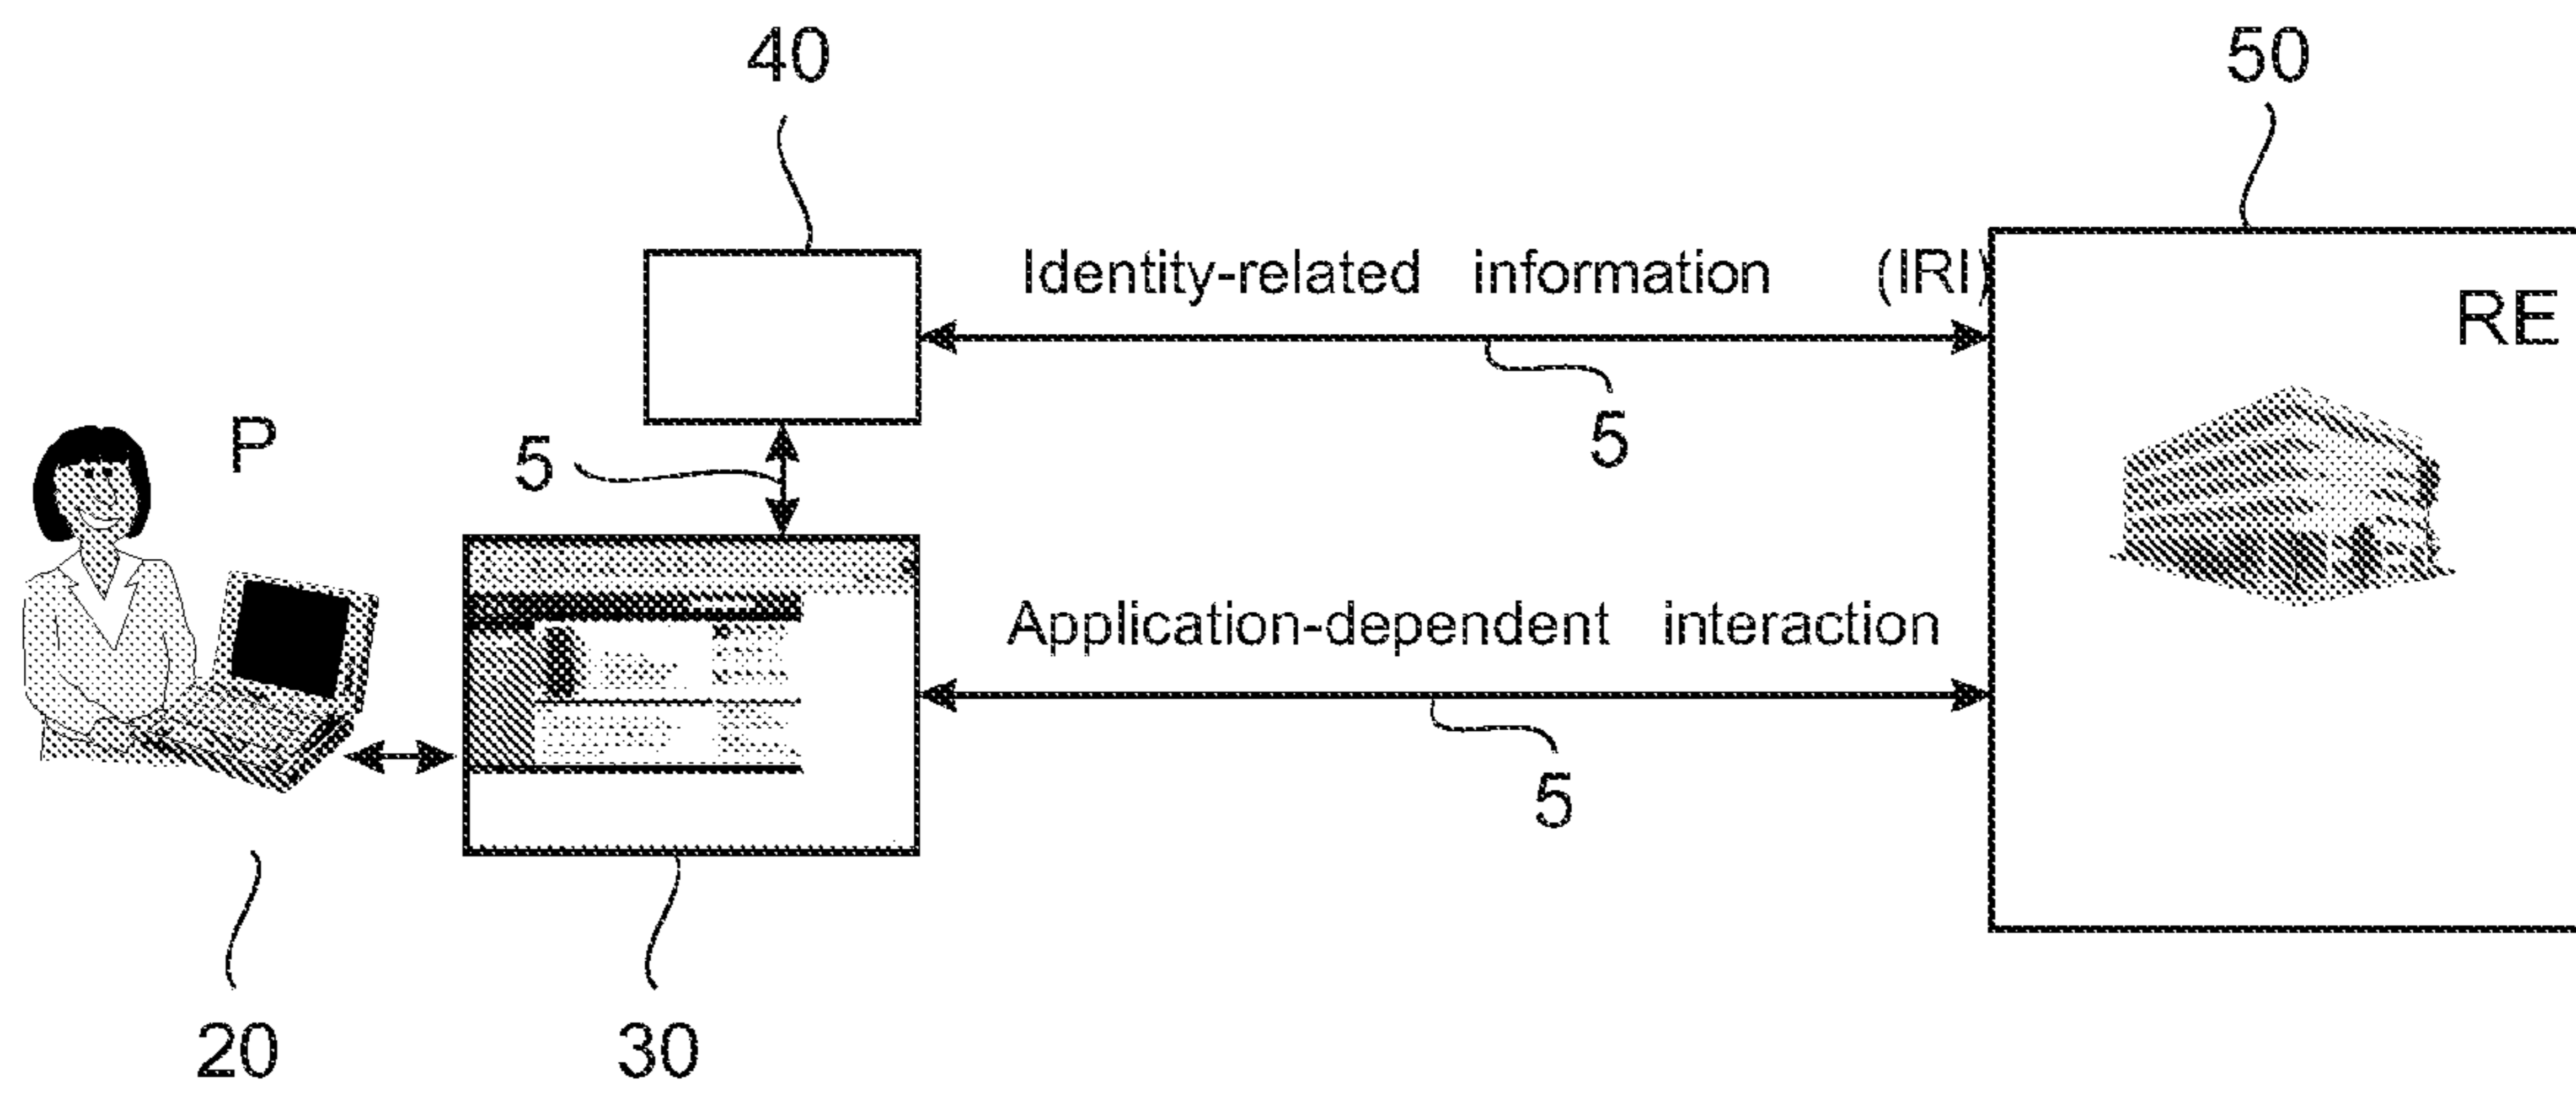 40
50
Identity-related information (IRI)
RE
P
5
5
Application-dependent interaction
5
20
30